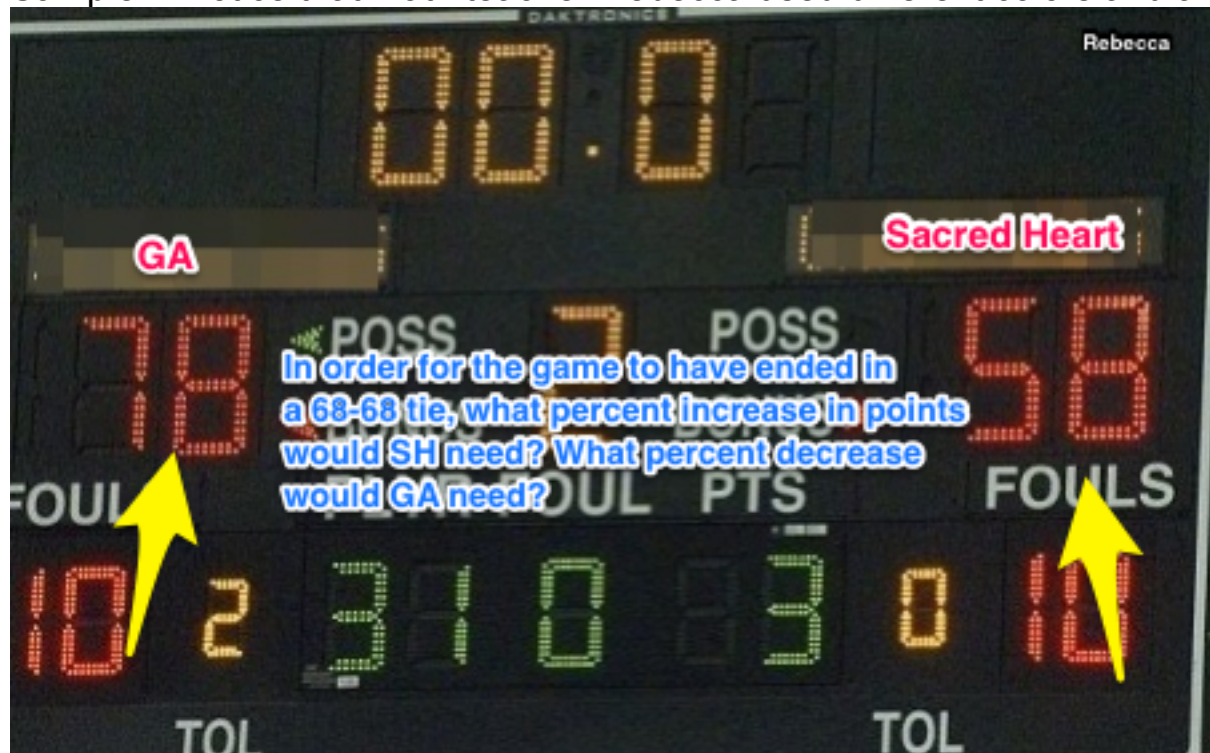 DAKTRONICS
Rebecca
00.0
GA
Sacred Heart
78 POSS 2 POSS 58
In order for the game to have ended in
a 68-68 tie, what percent increase in points
would SH need? What percent decrease
would GA need?
FOUL PTS FOULS
10 2 31 0 3 0 10
TOL TOL